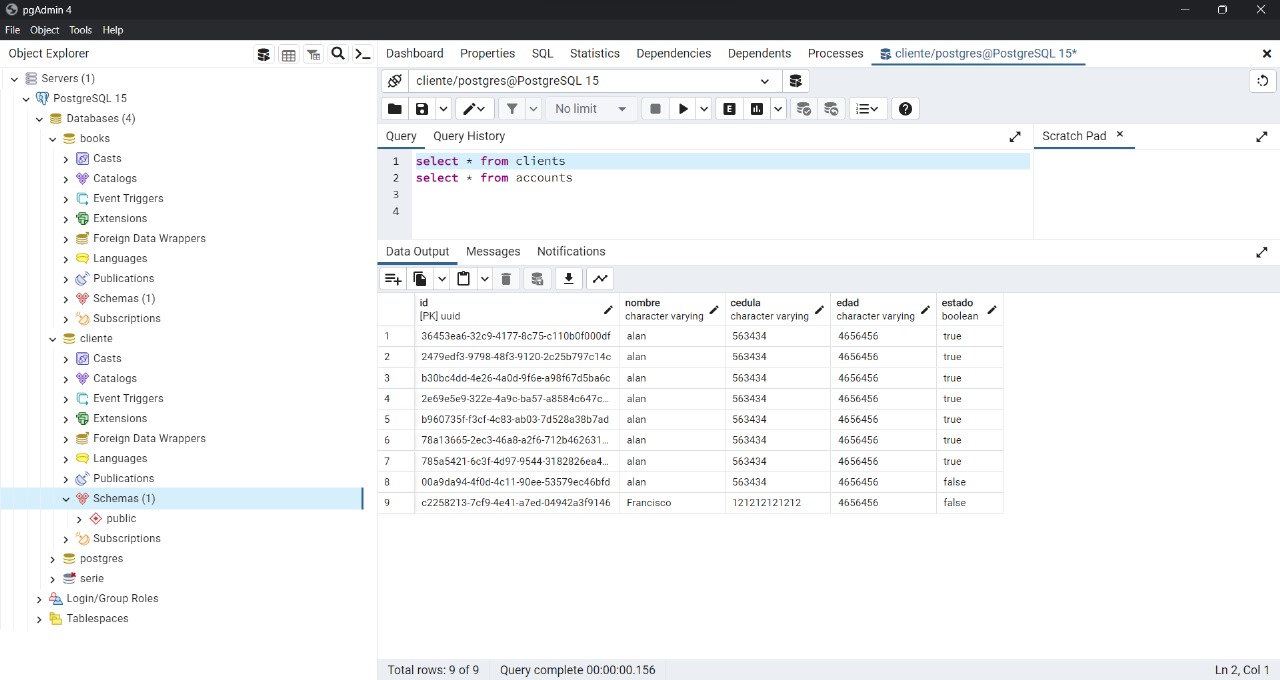 pgAdmin 4
File Object Tools Help
Object Explorer
Servers (1)
PostgreSQL 15
Databases (4)
books
Casts
Catalogs
Event Triggers
Extensions
Foreign Data Wrappers
Languages
Publications
Schemas (1)
Subscriptions
cliente
Casts
Catalogs
Event Triggers
Extensions
Foreign Data Wrappers
Languages
Publications
Schemas (1)
public
Subscriptions
postgres
serie
Login/Group Roles
Tablespaces
Dashboard Properties SQL Statistics Dependencies Dependents Processes cliente/postgres@PostgreSQL 15*
cliente/postgres@PostgreSQL 15
No limit E
Query Query History Scratch Pad
1 select * from clients
2 select * from accounts
3
4
Data Output Messages Notifications
id nombre cedula edad estado
[PK] uuid character varying character varying character varying boolean
1 36453ea6-32c9-4177-8c75-c110b0f000df alan 563434 4656456 true
2 2479edf3-9798-48f3-9120-2c25b797c14c alan 563434 4656456 true
3 b30bc4dd-4e26-4a0d-9f6e-a98f67d5ba6c alan 563434 4656456 true
4 2e69e5e9-322e-4a9c-ba57-a8584c647c... alan 563434 4656456 true
5 b960735f-f3cf-4c83-ab03-7d528a38b7ad alan 563434 4656456 true
6 78a13665-2ec3-46a8-a2f6-712b462631... alan 563434 4656456 true
7 785a5421-6c3f-4d97-9544-3182826ea4... alan 563434 4656456 true
8 00a9da94-4f0d-4c11-90ee-53579ec46bfd alan 563434 4656456 false
9 c2258213-7cf9-4e41-a7ed-04942a3f9146 Francisco 121212121212 4656456 false
Total rows: 9 of 9 Query complete 00:00:00.156 Ln 2, Col 1